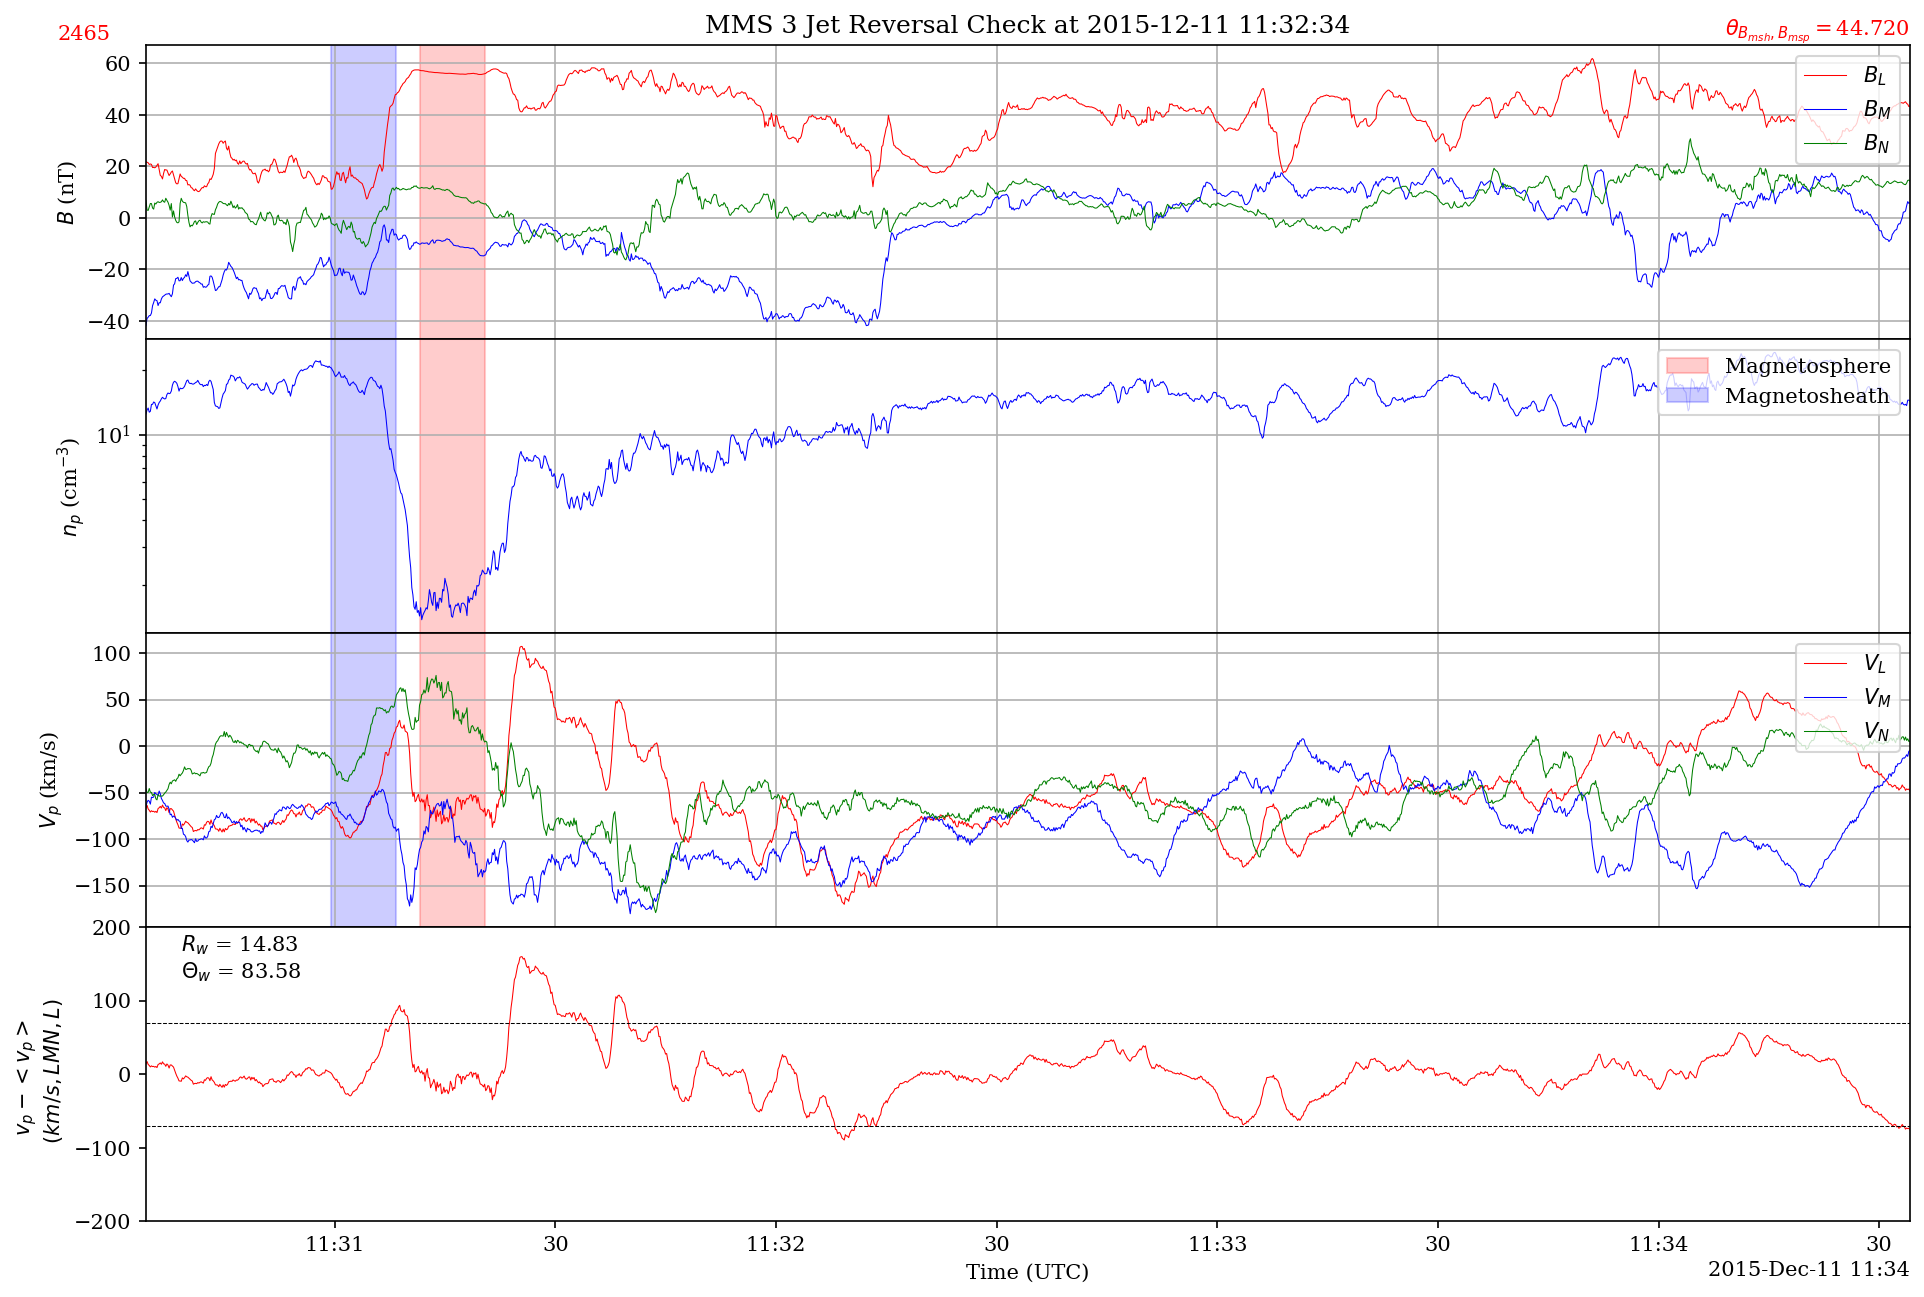 MMS 3 Jet Reversal Check at 2015-12-11 11:32:34
2465
θ_{B_{msh}, B_{msp}} = 44.720
60
40
20
0
−20
−40
B (nT)
B_L
B_M
B_N
10^1
n_p (cm^{−3})
Magnetosphere
Magnetosheath
100
50
0
−50
−100
−150
V_p (km/s)
V_L
V_M
V_N
200
100
0
−100
−200
v_p − < v_p >
(km/s, LMN, L)
R_w = 14.83
Θ_w = 83.58
11:31 30 11:32 30 11:33 30 11:34 30
Time (UTC)
2015-Dec-11 11:34